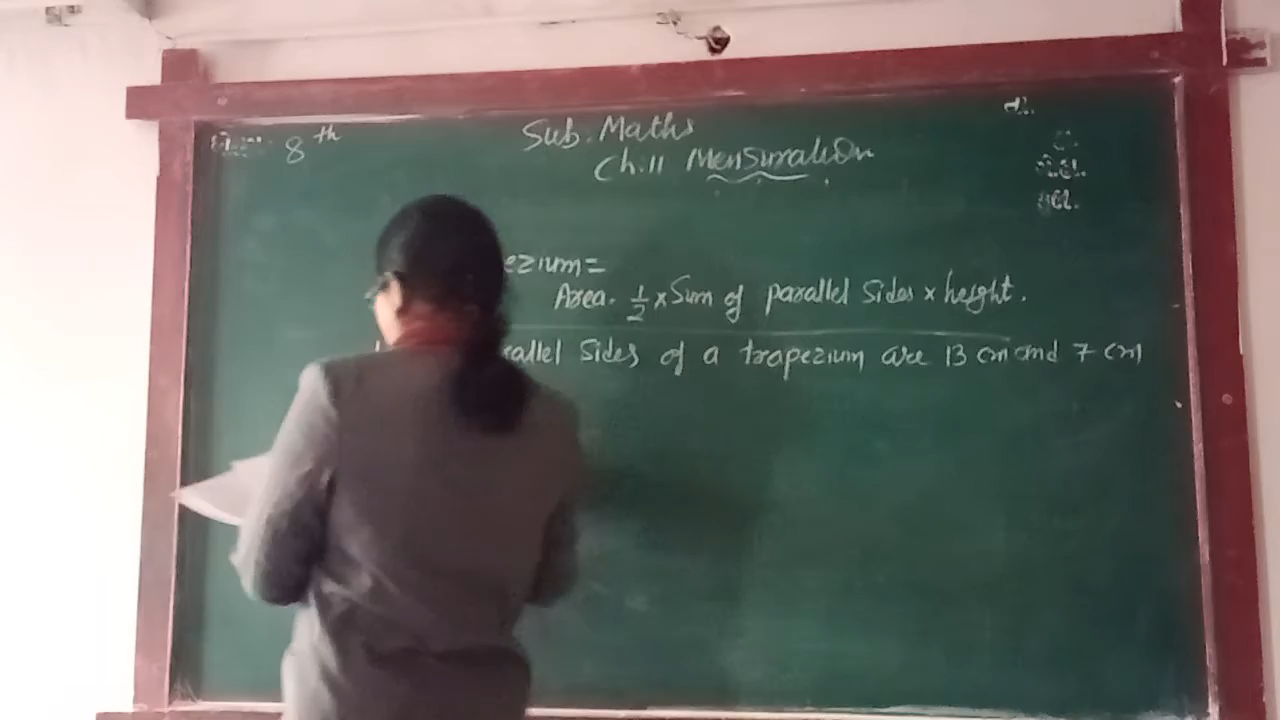 8th
Sub. Maths
Ch. 11 Mensuration
ezium =
Area. 1/2 x Sum of parallel Sides x height.
rallel Sides of a trapezium are 13 cm and 7 cm